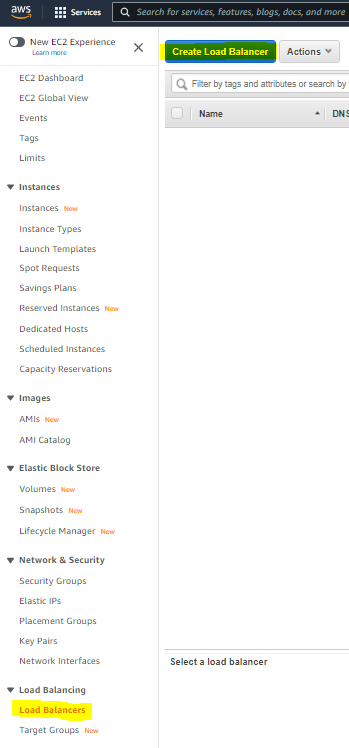 aws
Services
Search for services, features, blogs, docs, and more
New EC2 Experience
Learn more
EC2 Dashboard
EC2 Global View
Events
Tags
Limits
Instances
Instances New
Instance Types
Launch Templates
Spot Requests
Savings Plans
Reserved Instances New
Dedicated Hosts
Scheduled Instances
Capacity Reservations
Images
AMIs New
AMI Catalog
Elastic Block Store
Volumes New
Snapshots New
Lifecycle Manager New
Network & Security
Security Groups
Elastic IPs
Placement Groups
Key Pairs
Network Interfaces
Load Balancing
Load Balancers
Target Groups New
Create Load Balancer
Actions
Filter by tags and attributes or search by
Name
DNS
Select a load balancer